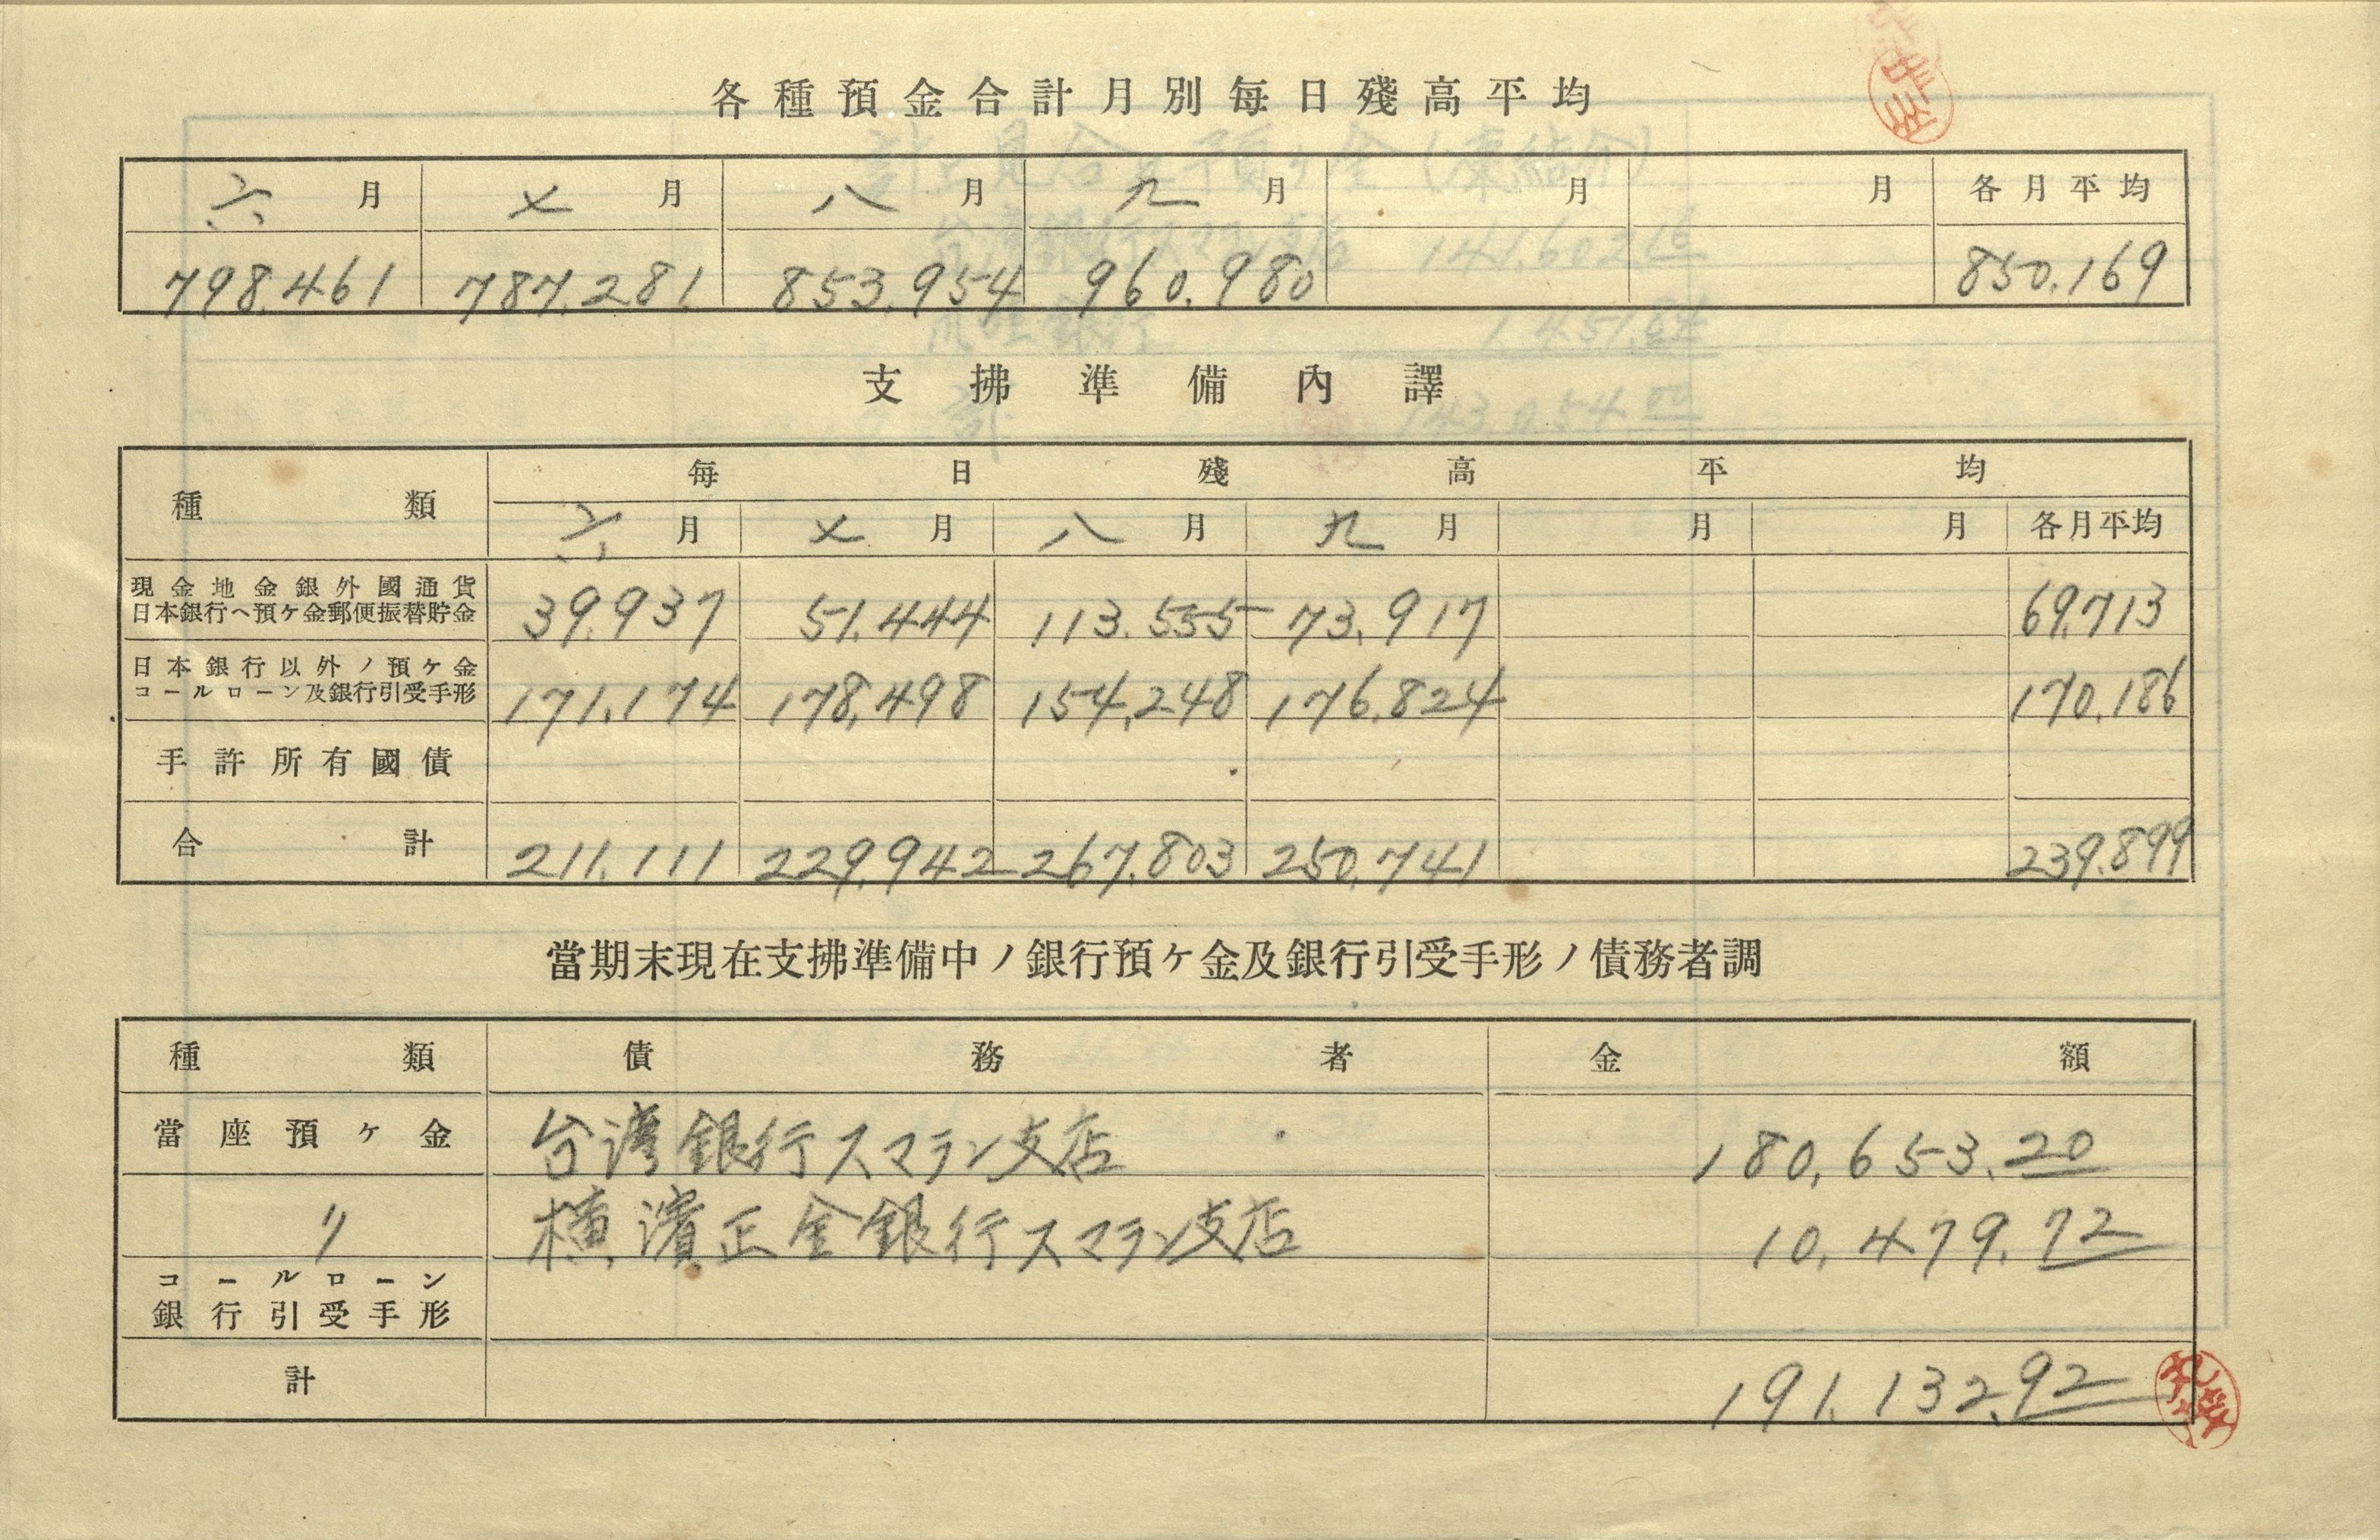 各種預金合計月別每日殘高平均
六月 七月 八月 九月 月 月 各月平均
798,461 787,281 853,954 960,980 850,169
支拂準備內譯
種類 每日殘高平均
六月 七月 八月 九月 月 月 各月平均
現金地金銀外國通貨
日本銀行ヘ預ケ金郵便振替貯金 39,937 51,444 113,555 73,917 69,713
日本銀行以外ノ預ケ金
コールローン及銀行引受手形 171,174 178,498 154,248 176,824 170,186
手許所有國債
合計 211,111 229,942 267,803 250,741 239,899
當期末現在支拂準備中ノ銀行預ケ金及銀行引受手形ノ債務者調
種類 債務者 金額
當座預ケ金 台湾銀行スマラン支店 180,653.20
〃 横濱正金銀行スマラン支店 10,479.72
コールローン
銀行引受手形
計 191,132.92